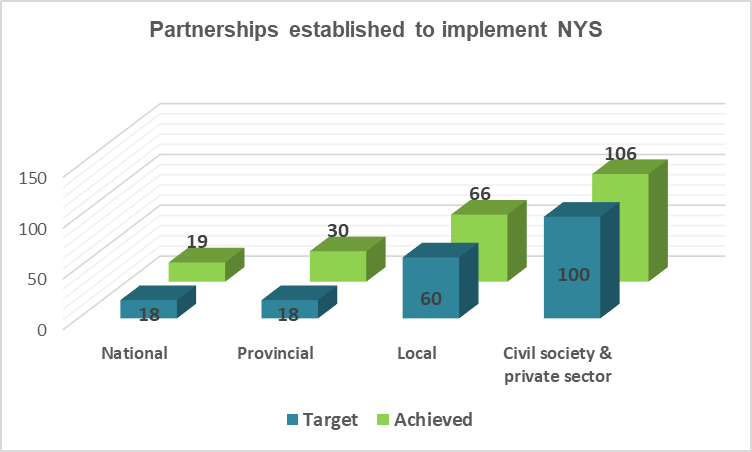 Partnerships established to implement NYS
150
100
50
0
19
30
66
106
18
18
60
100
National
Provincial
Local
Civil society &
private sector
Target
Achieved